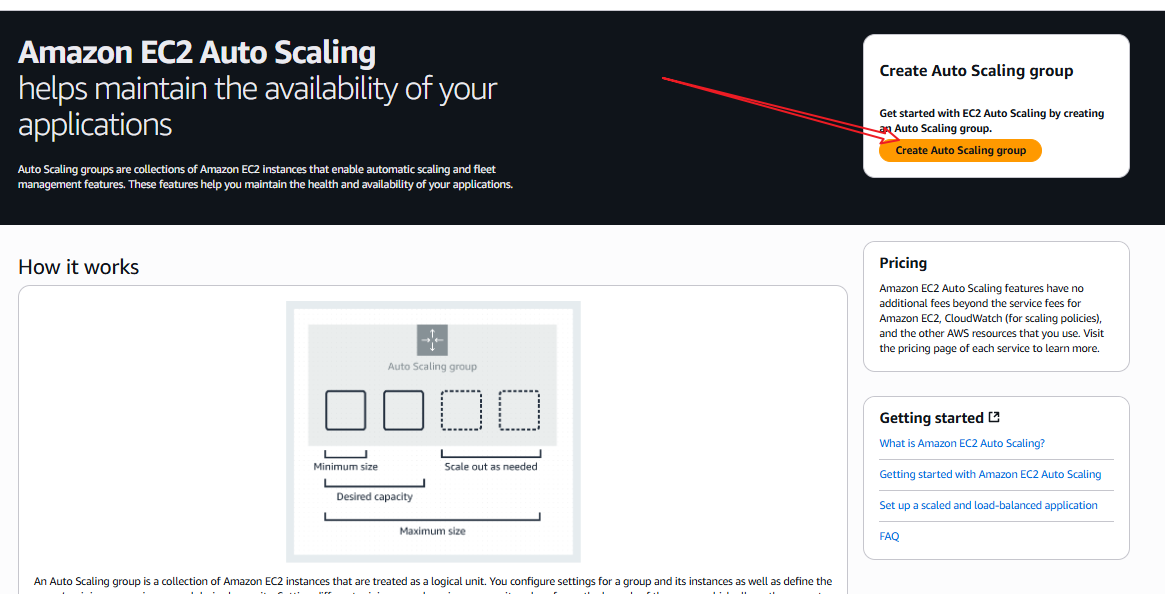 Amazon EC2 Auto Scaling
helps maintain the availability of your
applications
Auto Scaling groups are collections of Amazon EC2 instances that enable automatic scaling and fleet
management features. These features help you maintain the health and availability of your applications.
Create Auto Scaling group
Get started with EC2 Auto Scaling by creating
an Auto Scaling group.
Create Auto Scaling group
How it works
Auto Scaling group
Minimum size
Scale out as needed
Desired capacity
Maximum size
An Auto Scaling group is a collection of Amazon EC2 instances that are treated as a logical unit. You configure settings for a group and its instances as well as define the
Pricing
Amazon EC2 Auto Scaling features have no
additional fees beyond the service fees for
Amazon EC2, CloudWatch (for scaling policies),
and the other AWS resources that you use. Visit
the pricing page of each service to learn more.
Getting started
What is Amazon EC2 Auto Scaling?
Getting started with Amazon EC2 Auto Scaling
Set up a scaled and load-balanced application
FAQ